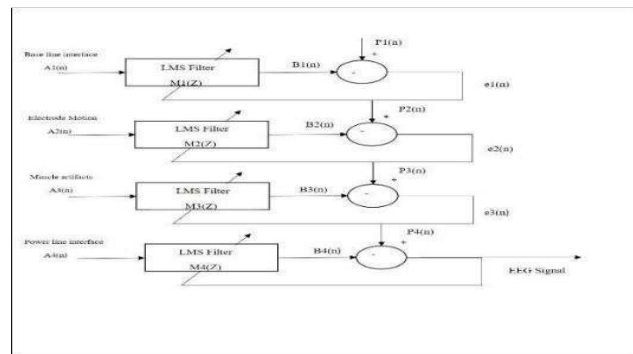 P1(n)
+
Base line interface
A1(n)
LMS Filter
M1(Z)
B1(n)
-
e1(n)
P2(n)
+
Electrode Motion
A2(n)
LMS Filter
M2(Z)
B2(n)
-
e2(n)
P3(n)
+
Muscle artifacts
A3(n)
LMS Filter
M3(Z)
B3(n)
-
e3(n)
P4(n)
+
Power line interface
A4(n)
LMS Filter
M4(Z)
B4(n)
-
EEG Signal